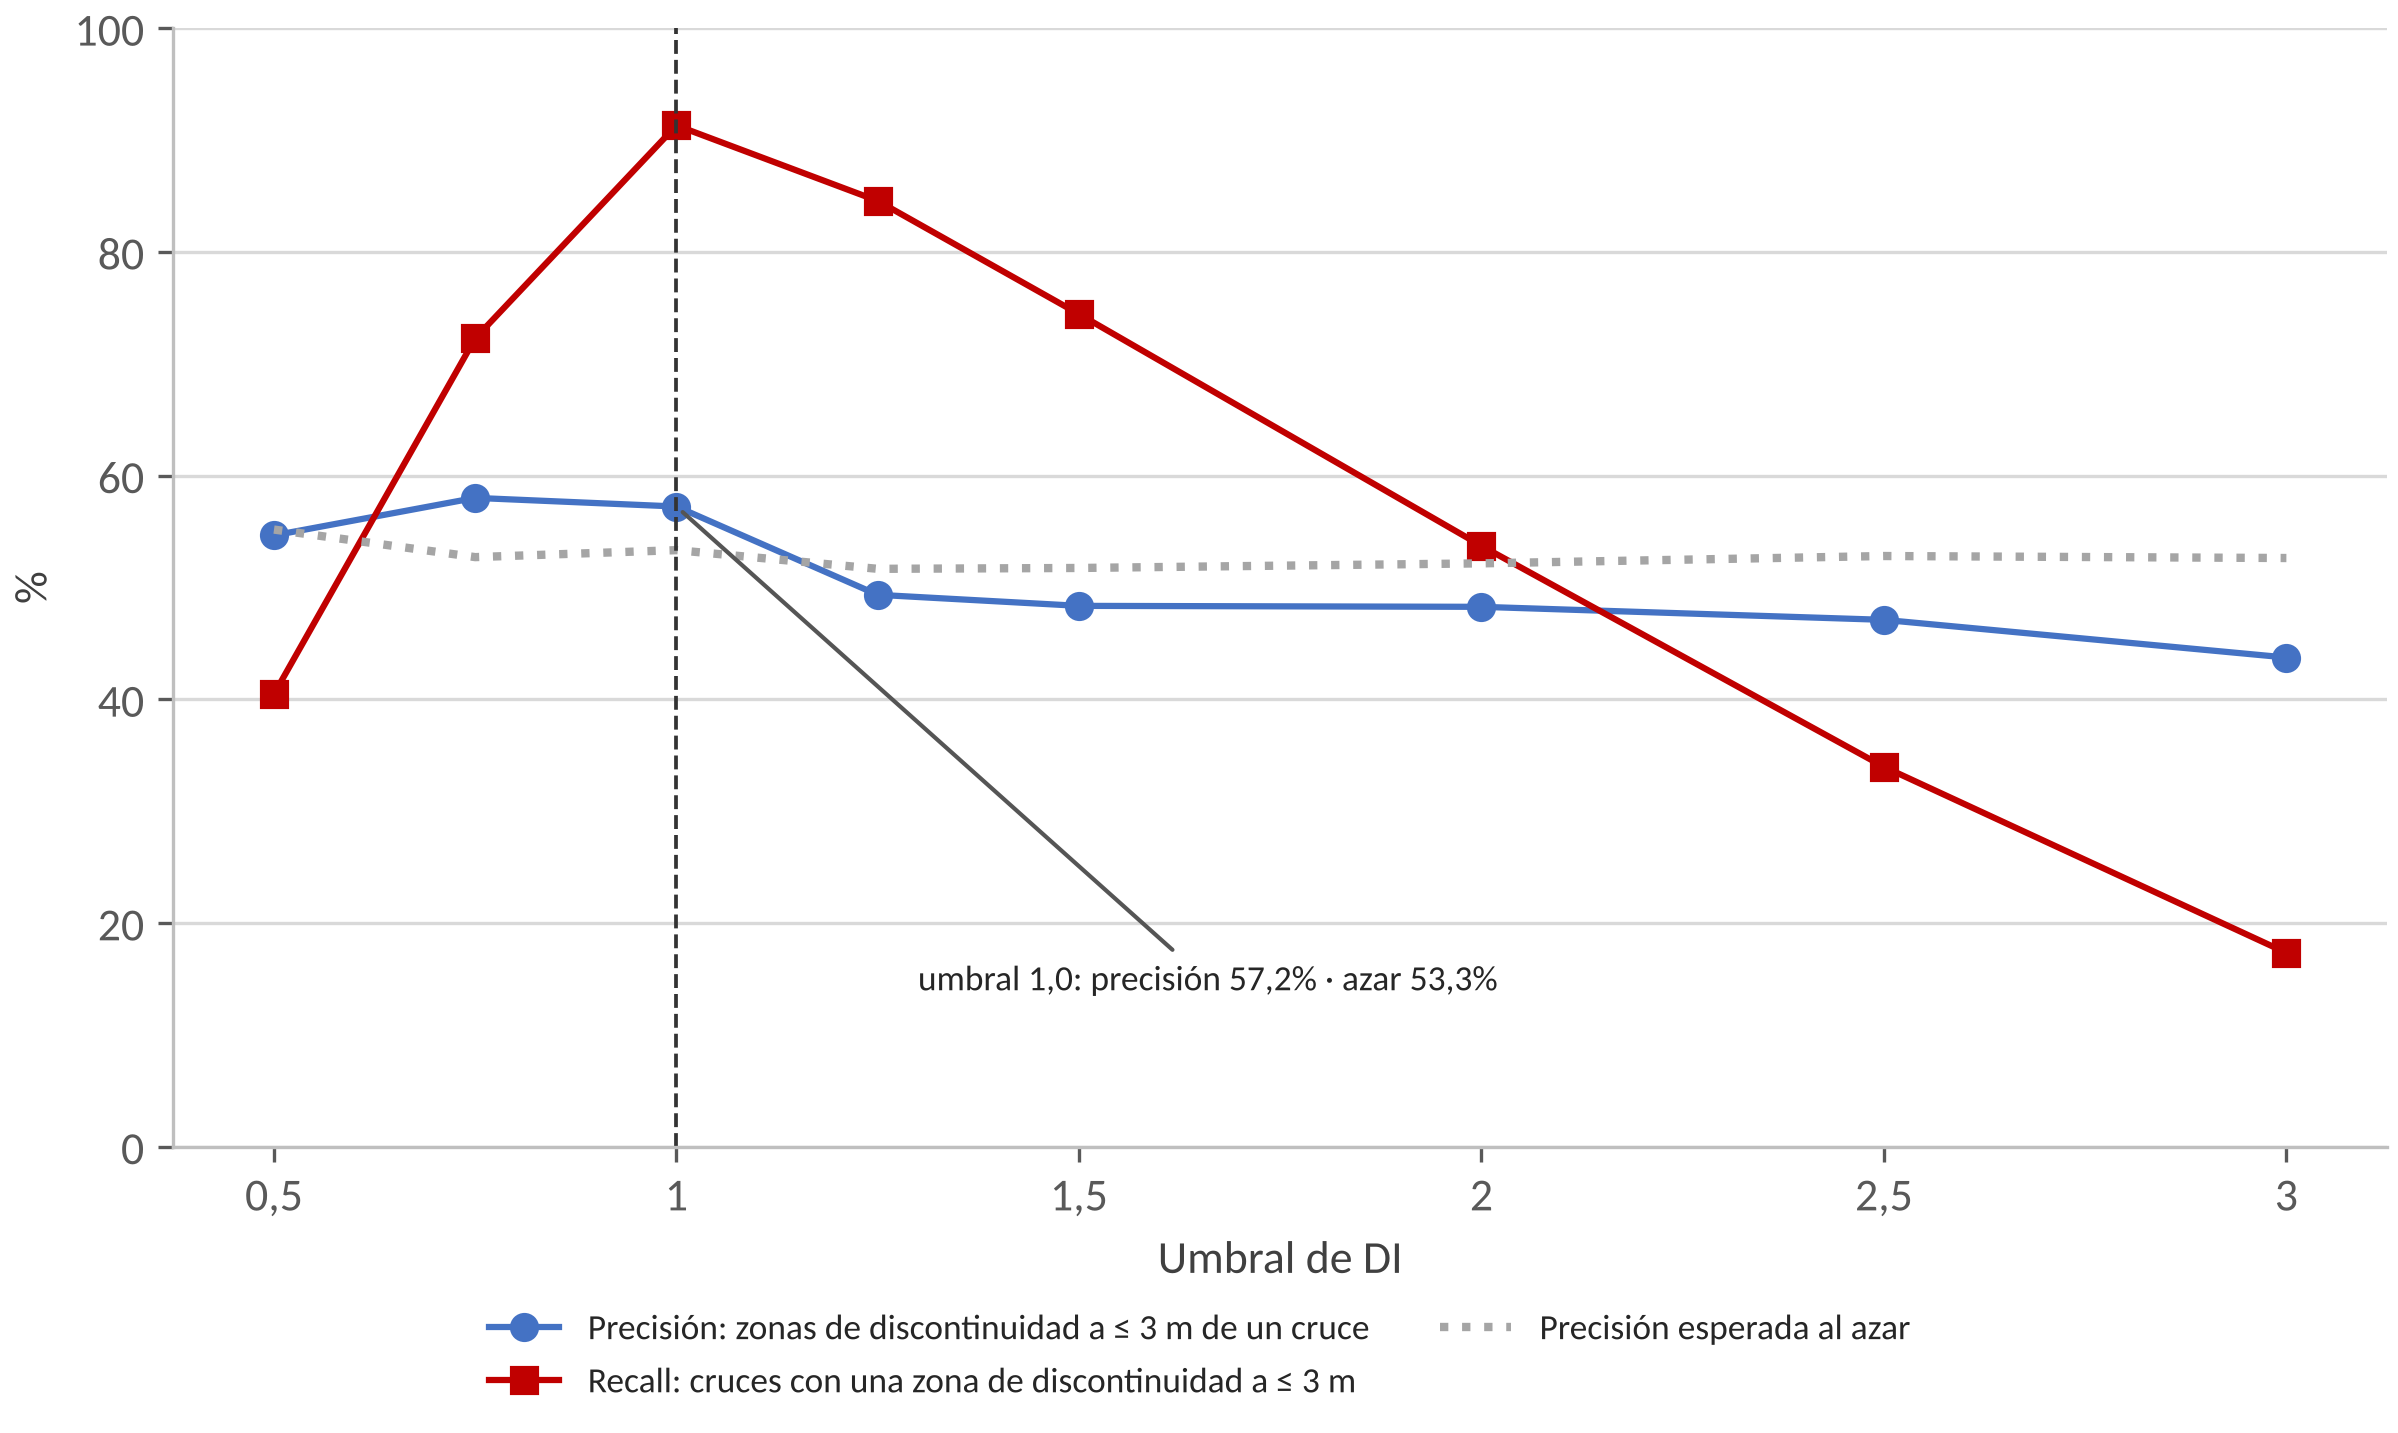 100
80
60
40
20
0
%
umbral 1,0: precisión 57,2% · azar 53,3%
0,5 1 1,5 2 2,5 3
Umbral de DI
Precisión: zonas de discontinuidad a ≤ 3 m de un cruce
Precisión esperada al azar
Recall: cruces con una zona de discontinuidad a ≤ 3 m